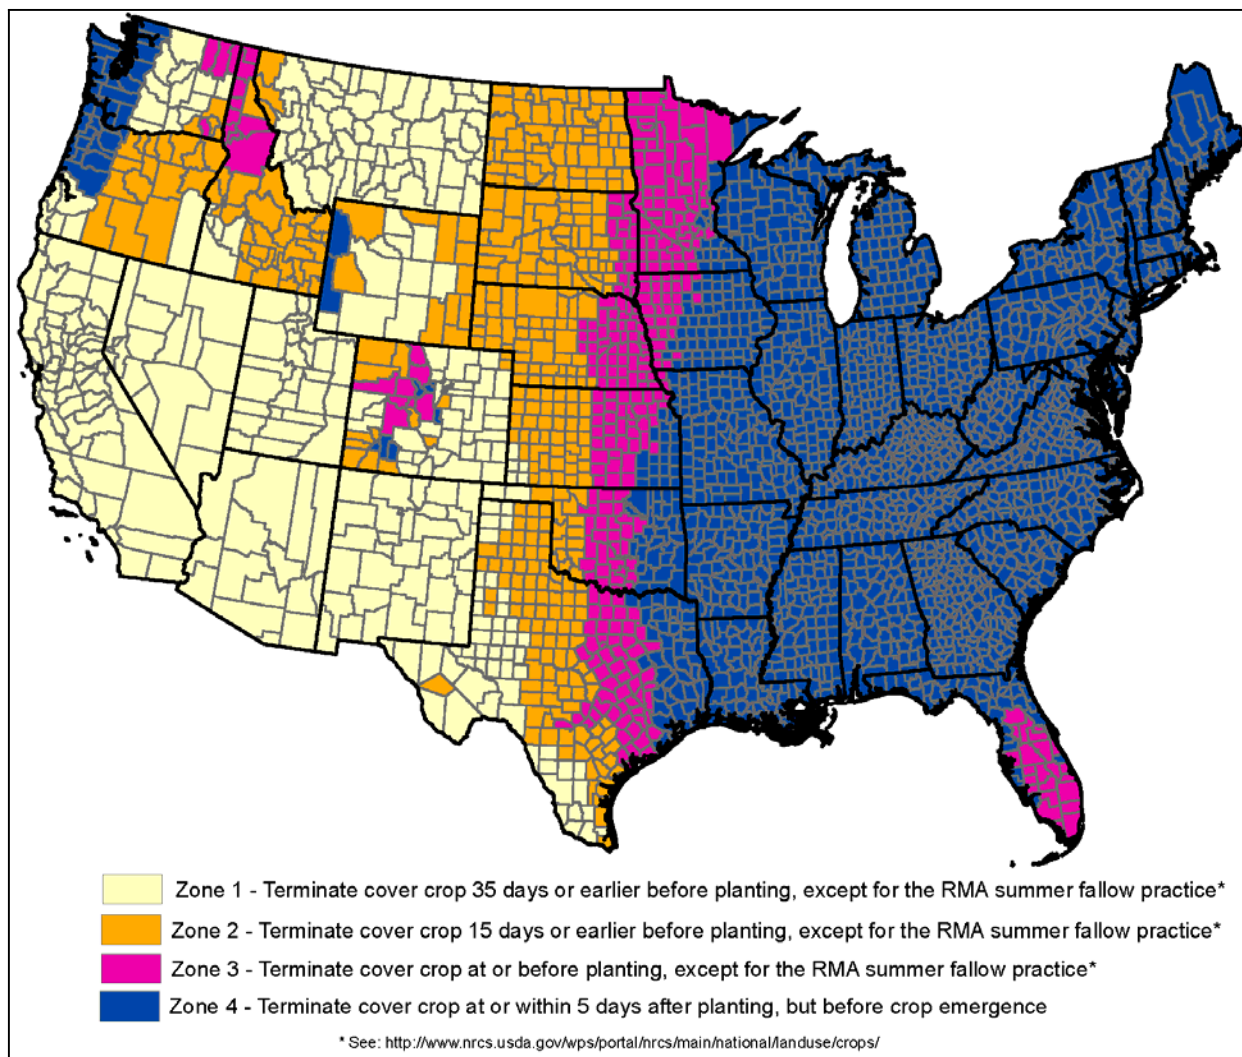 Zone 1 - Terminate cover crop 35 days or earlier before planting, except for the RMA summer fallow practice*
Zone 2 - Terminate cover crop 15 days or earlier before planting, except for the RMA summer fallow practice*
Zone 3 - Terminate cover crop at or before planting, except for the RMA summer fallow practice*
Zone 4 - Terminate cover crop at or within 5 days after planting, but before crop emergence
* See: http://www.nrcs.usda.gov/wps/portal/nrcs/main/national/landuse/crops/